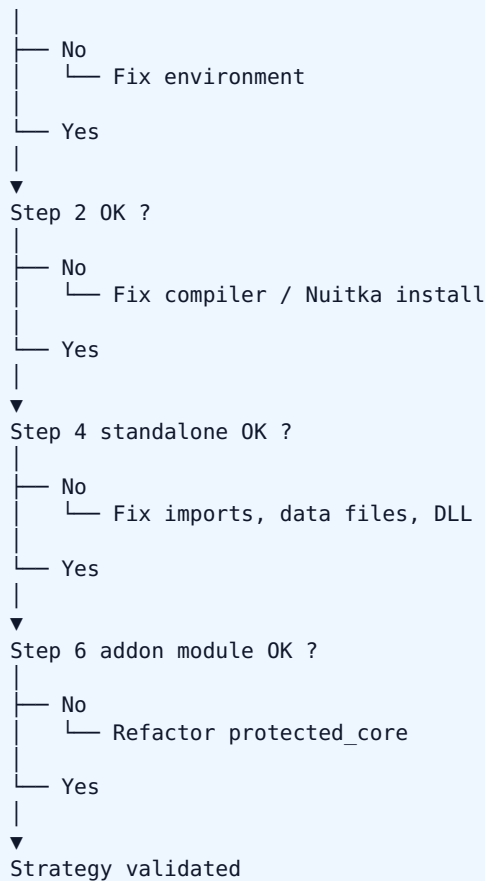 │
├── No
│   └── Fix environment
│
└── Yes
│
▼
Step 2 OK ?
│
├── No
│   └── Fix compiler / Nuitka install
│
└── Yes
│
▼
Step 4 standalone OK ?
│
├── No
│   └── Fix imports, data files, DLL
│
└── Yes
│
▼
Step 6 addon module OK ?
│
├── No
│   └── Refactor protected_core
│
└── Yes
│
▼
Strategy validated